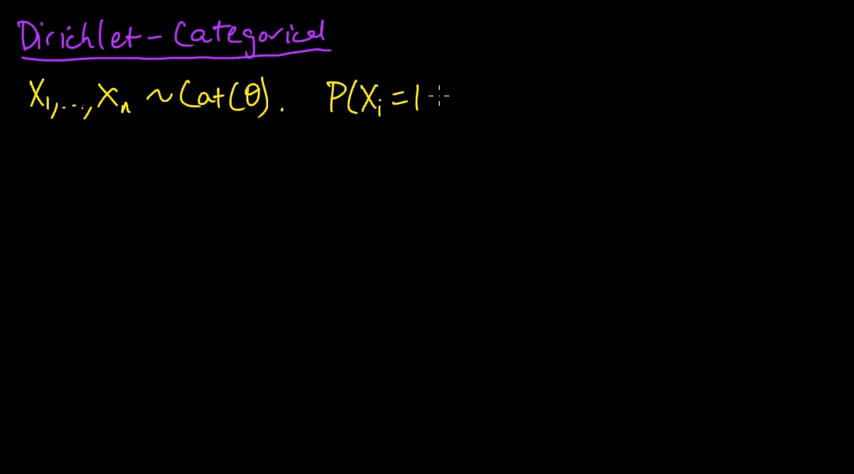 Dirichlet - Categorical
X₁,...,Xₙ ~ Cat(θ). P(Xᵢ = 1